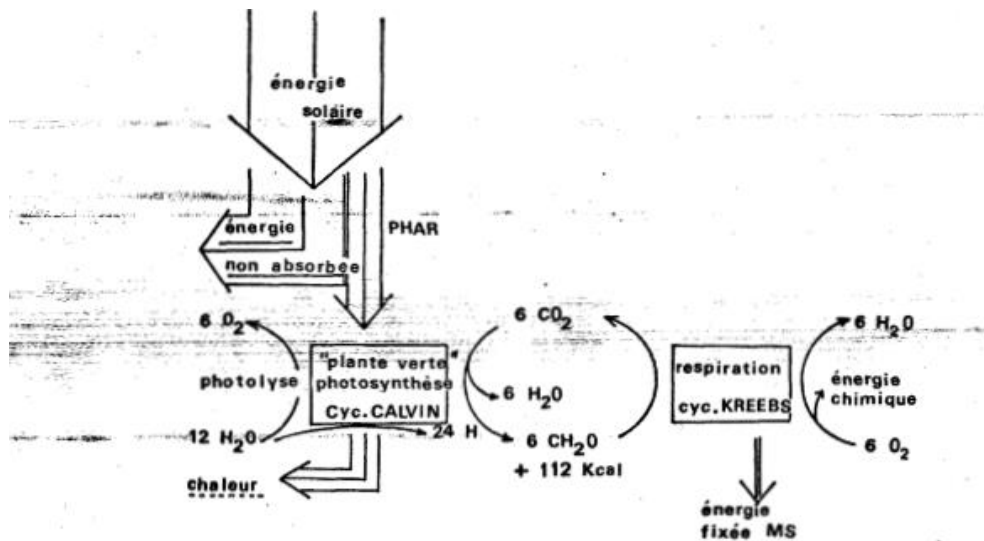 énergie
solaire
énergie
non absorbée
PHAR
6 O₂
6 CO₂
6 H₂O
"plante verte"
photosynthèse
Cyc.CALVIN
photolyse
6 H₂O
respiration
cyc.KREEBS
énergie
chimique
12 H₂O
24 H
6 CH₂O
+ 112 Kcal
6 O₂
chaleur
énergie
fixée MS